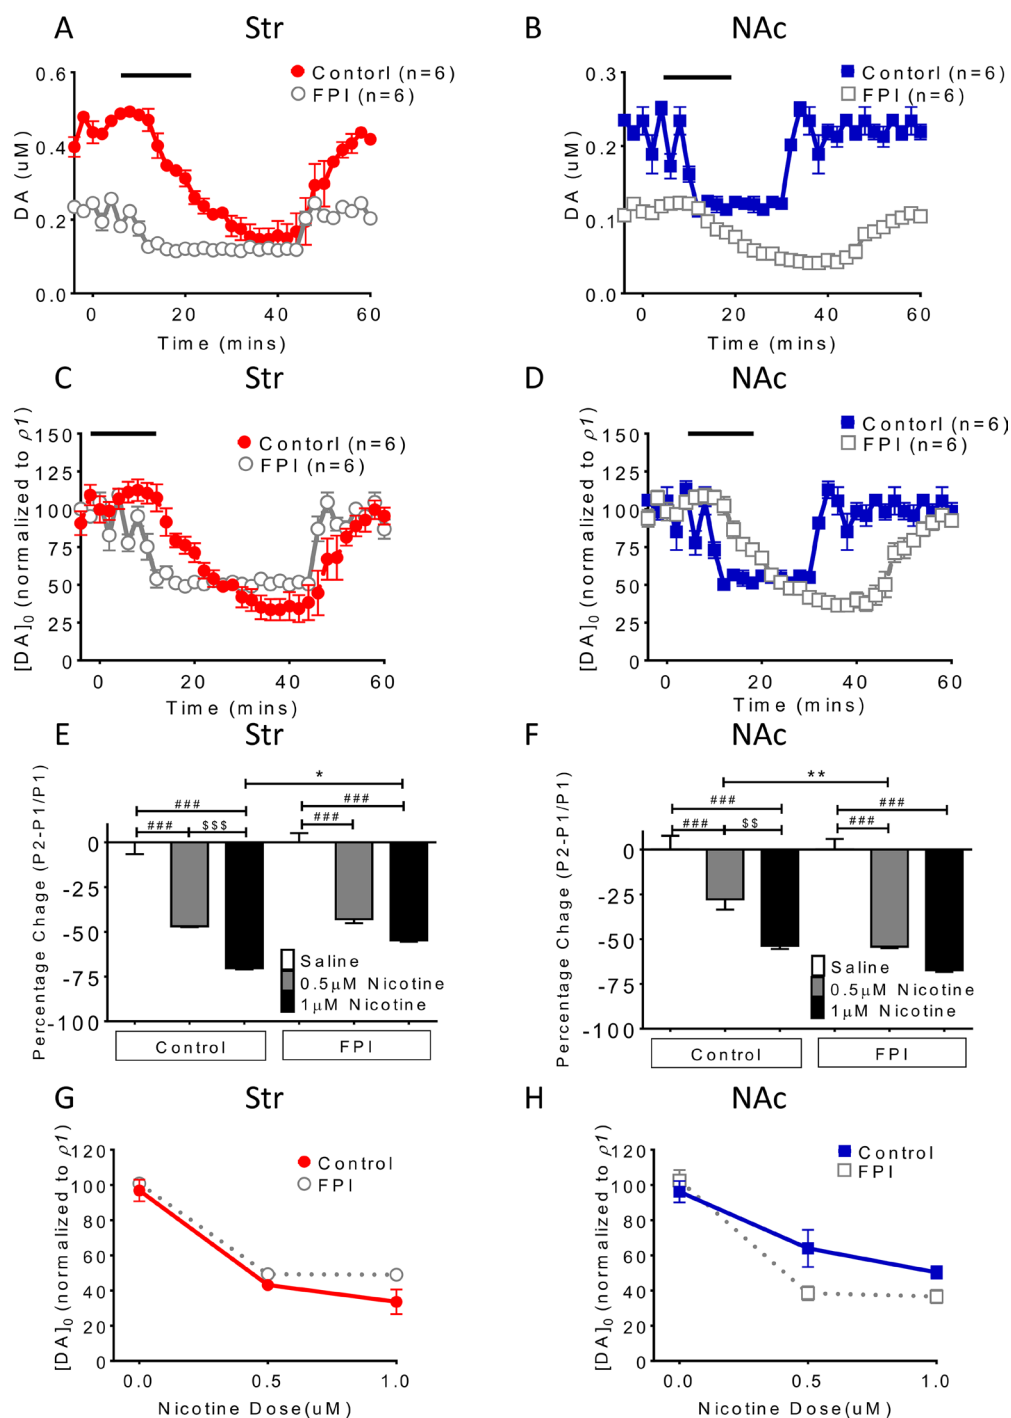 A Str
B NAc
Contorl (n=6)
FPI (n=6)
DA (uM)
0.6
0.4
0.2
0.0
0 20 40 60
Time (mins)
Contorl (n=6)
FPI (n=6)
DA (uM)
0.3
0.2
0.1
0.0
0 20 40 60
Time (mins)
C Str
D NAc
Contorl (n=6)
FPI (n=6)
[DA]₀ (normalized to ρ1)
150
125
100
75
50
25
0
0 20 40 60
Time (mins)
Contorl (n=6)
FPI (n=6)
[DA]₀ (normalized to ρ1)
150
125
100
75
50
25
0
0 20 40 60
Time (mins)
E Str
F NAc
Percentage Chage (P2-P1/P1)
*
###
###
###
$$$
###
0
-25
-50
-75
-100
Saline
0.5μM Nicotine
1μM Nicotine
Control
FPI
Percentage Chage (P2-P1/P1)
**
###
###
###
$$
###
0
-25
-50
-75
-100
Saline
0.5μM Nicotine
1μM Nicotine
Control
FPI
G Str
H NAc
Control
FPI
[DA]₀ (normalized to ρ1)
120
100
80
60
40
20
0
0.0 0.5 1.0
Nicotine Dose(uM)
Control
FPI
[DA]₀ (normalized to ρ1)
120
100
80
60
40
20
0
0.0 0.5 1.0
Nicotine Dose(uM)